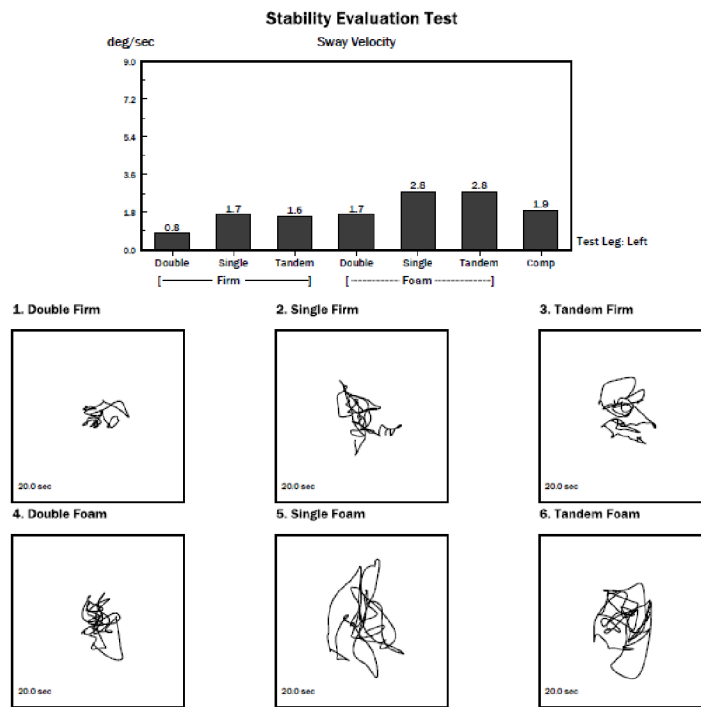 Stability Evaluation Test
deg/sec Sway Velocity
9.0
7.2
5.4
3.6
1.8
0.0
0.8 1.7 1.6 1.7 2.8 2.8 1.9
Test Leg: Left
Double Single Tandem Double Single Tandem Comp
[ Firm ] [ Foam ]
1. Double Firm 2. Single Firm 3. Tandem Firm
20.0 sec 20.0 sec 20.0 sec
4. Double Foam 5. Single Foam 6. Tandem Foam
20.0 sec 20.0 sec 20.0 sec